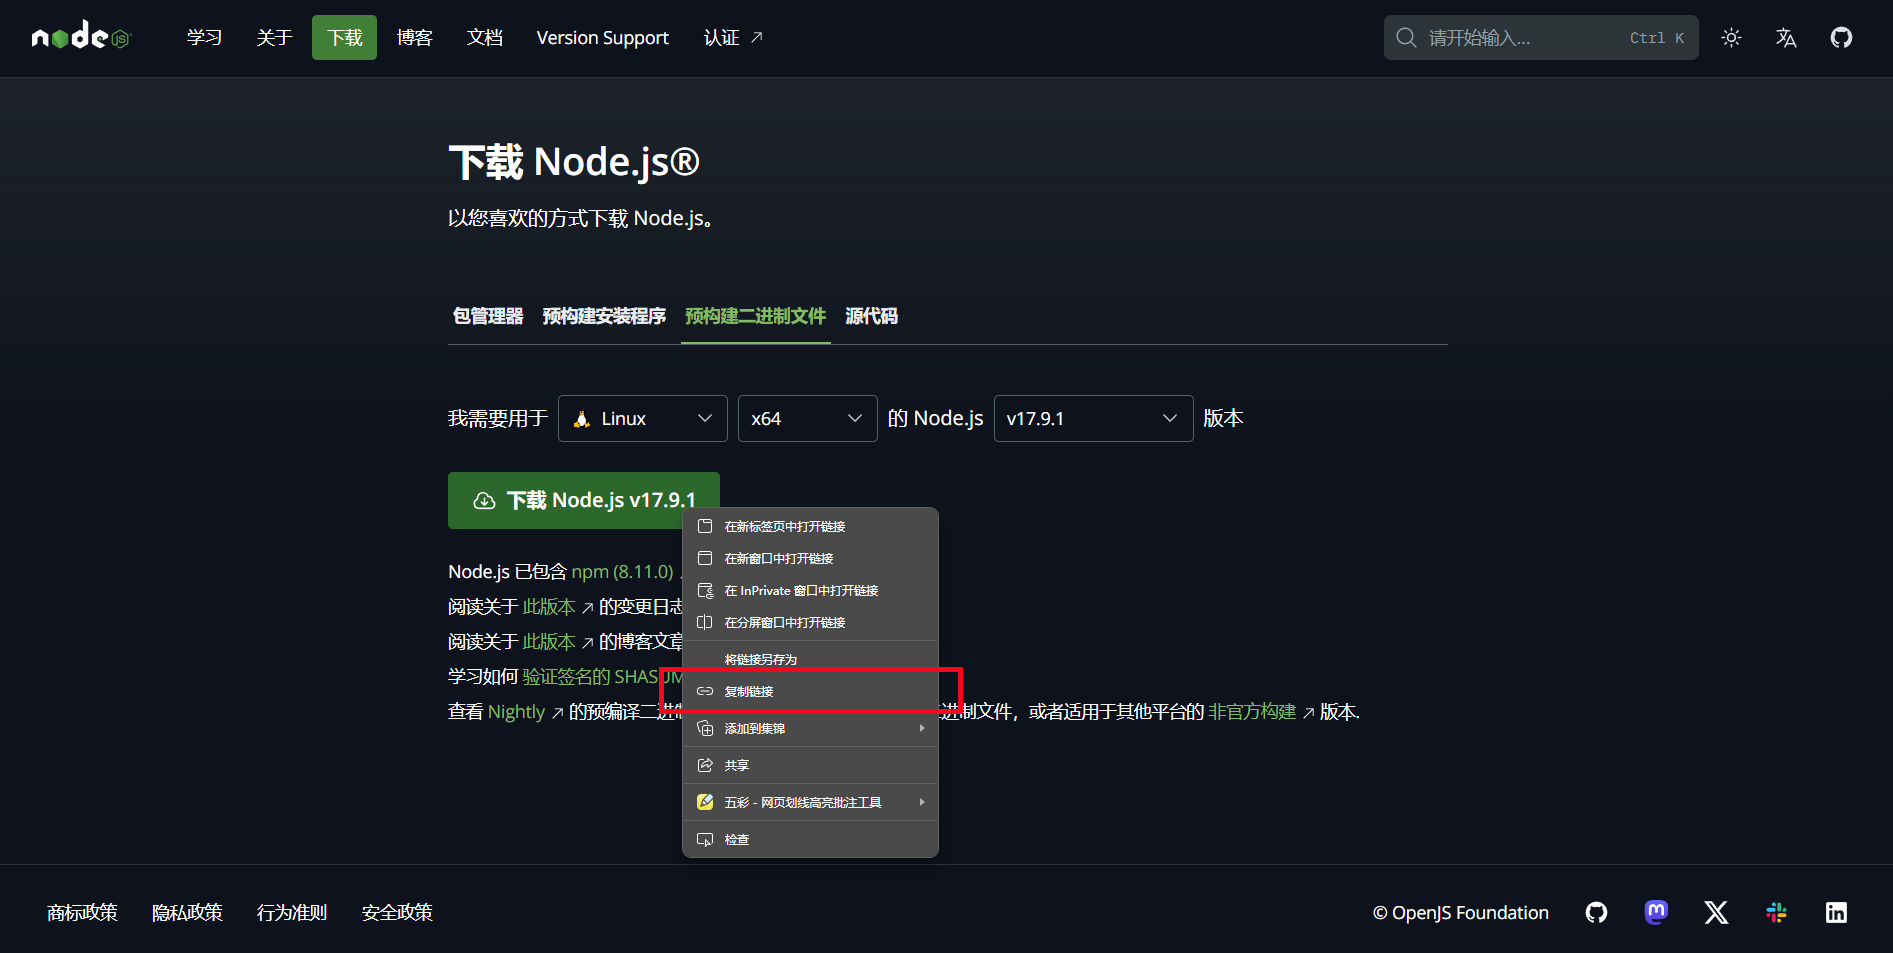 node js
学习 关于 下载 博客 文档 Version Support 认证 请开始输入... Ctrl K
下载 Node.js®
以您喜欢的方式下载 Node.js。
包管理器 预构建安装程序 预构建二进制文件 源代码
我需要用于 Linux x64 的 Node.js v17.9.1 版本
下载 Node.js v17.9.1
Node.js 已包含 npm (8.11.0)
阅读关于 此版本 的变更日志
阅读关于 此版本 的博客文章
学习如何 验证签名的 SHASUM
查看 Nightly 的预编译二进制 进制文件，或者适用于其他平台的 非官方构建 版本.
在新标签页中打开链接
在新窗口中打开链接
在 InPrivate 窗口中打开链接
在分屏窗口中打开链接
将链接另存为
复制链接
添加到集锦
共享
五彩 - 网页划线高亮批注工具
检查
商标政策 隐私政策 行为准则 安全政策 © OpenJS Foundation